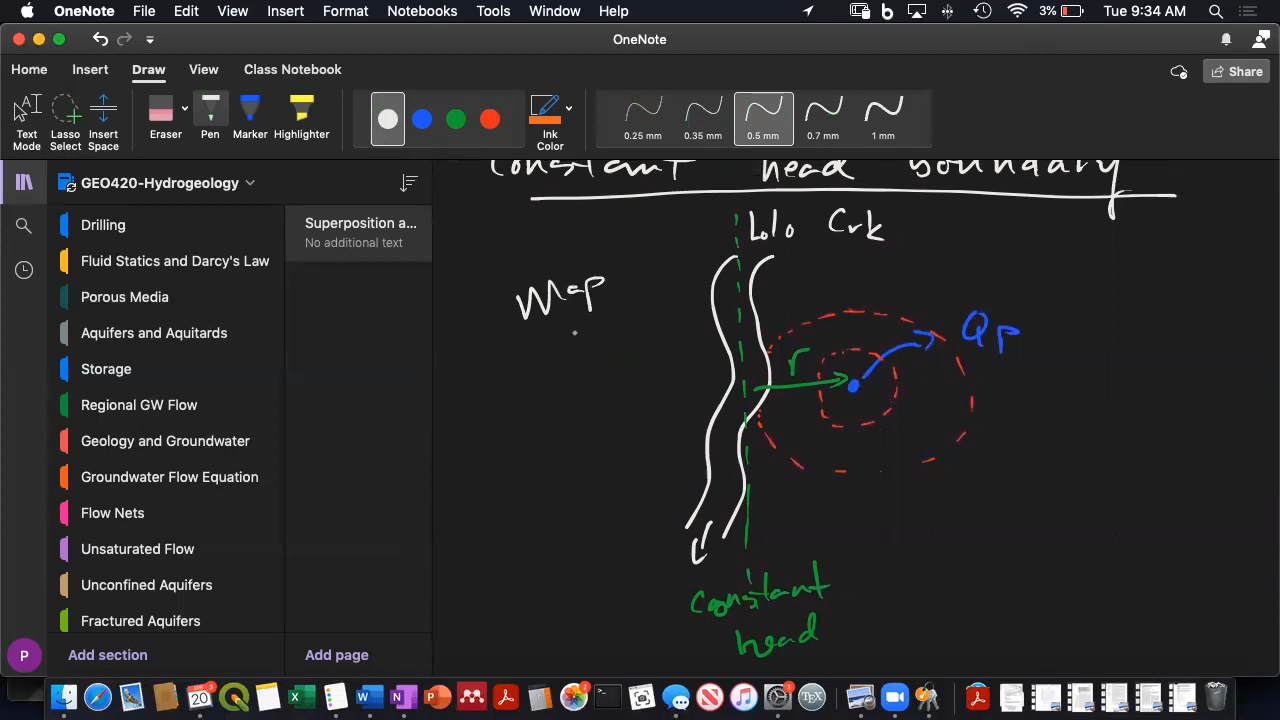 OneNote File Edit View Insert Format Notebooks Tools Window Help 3% Tue 9:34 AM
OneNote
Home Insert Draw View Class Notebook Share
Text Mode Lasso Select Insert Space Eraser Pen Marker Highlighter Ink Color 0.25 mm 0.35 mm 0.5 mm 0.7 mm 1 mm
GEO420-Hydrogeology
Drilling
Fluid Statics and Darcy's Law
Porous Media
Aquifers and Aquitards
Storage
Regional GW Flow
Geology and Groundwater
Groundwater Flow Equation
Flow Nets
Unsaturated Flow
Unconfined Aquifers
Fractured Aquifers
Add section
P
Superposition a...
No additional text
Add page
Constant head boundary
Lolo Crk
Map
Qp
r
constant
head
20
1